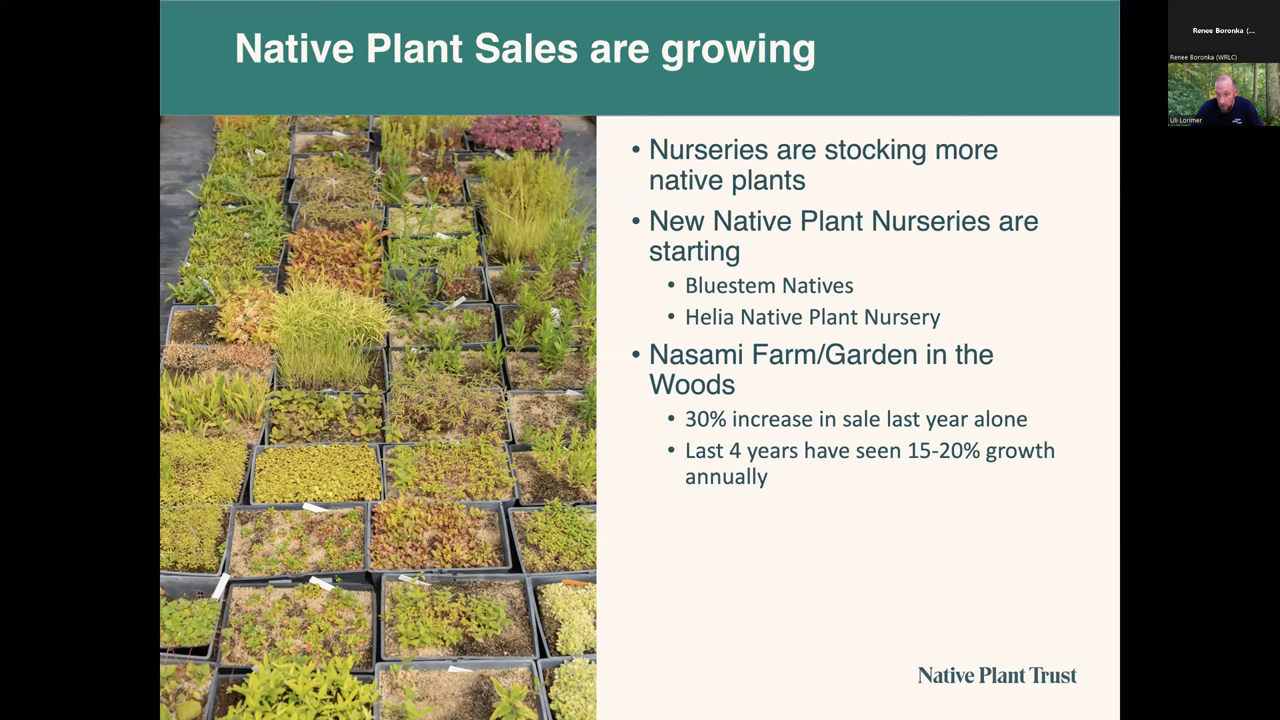 Native Plant Sales are growing
Renee Boronka (...
Renee Boronka (WRLC)
Uli Lorimer
• Nurseries are stocking more
native plants
• New Native Plant Nurseries are
starting
• Bluestem Natives
• Helia Native Plant Nursery
• Nasami Farm/Garden in the
Woods
• 30% increase in sale last year alone
• Last 4 years have seen 15-20% growth
annually
Native Plant Trust